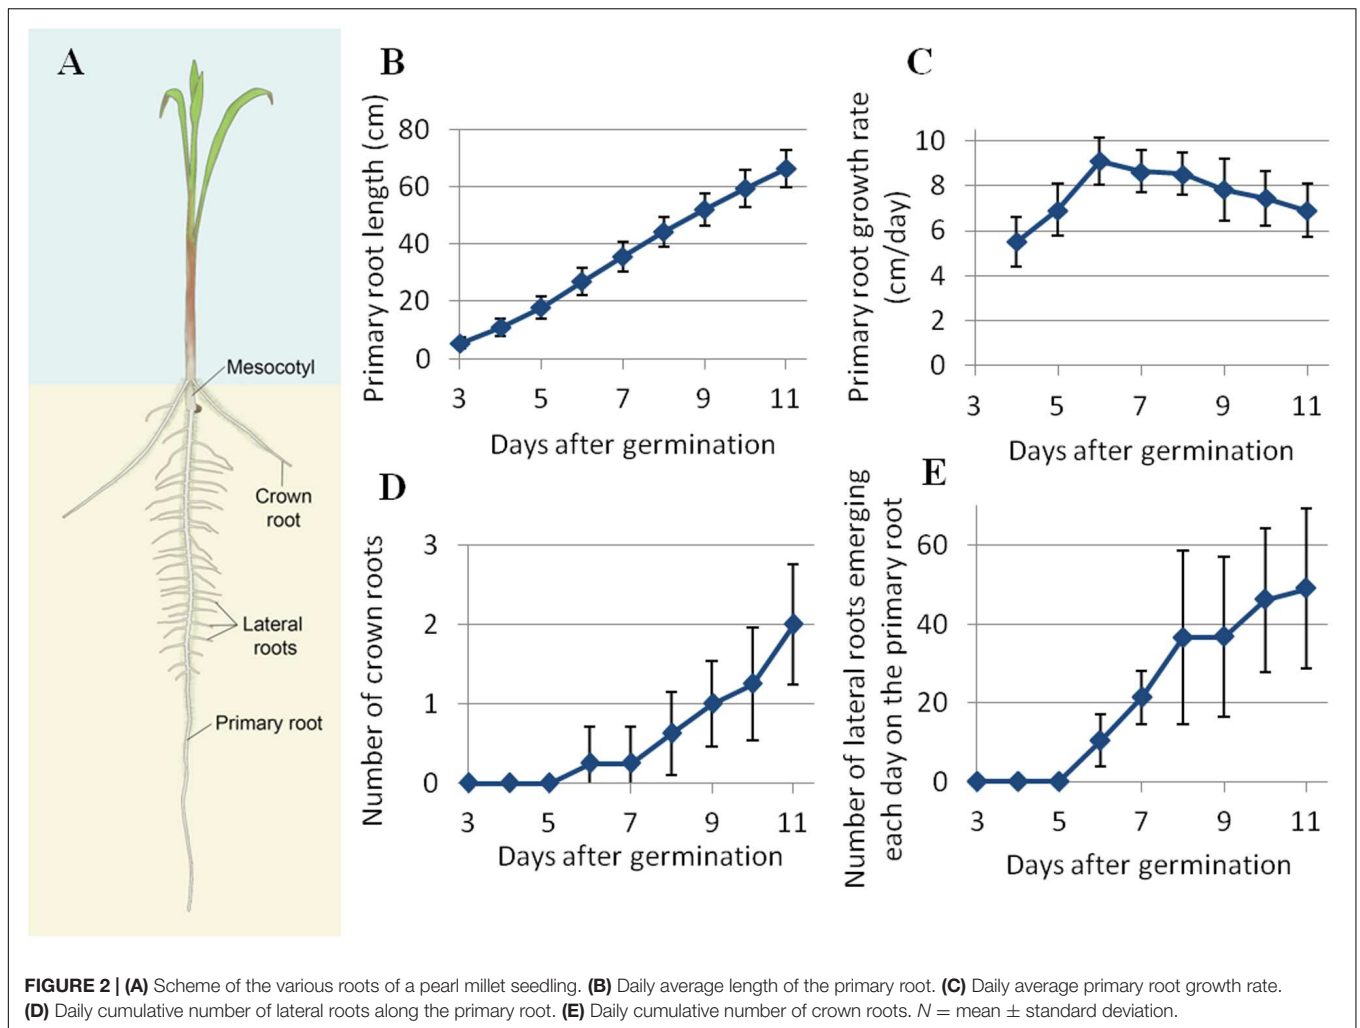 A
Mesocotyl
Crown
root
Lateral
roots
Primary root
B
Primary root length (cm)
80
60
40
20
0
3 5 7 9 11
Days after germination
C
Primary root growth rate
(cm/day)
10
8
6
4
2
0
3 5 7 9 11
Days after germination
D
Number of crown roots
3
2
1
0
3 5 7 9 11
Days after germination
E
Number of lateral roots emerging
each day on the primary root
60
40
20
0
3 5 7 9 11
Days after germination
FIGURE 2 | (A) Scheme of the various roots of a pearl millet seedling. (B) Daily average length of the primary root. (C) Daily average primary root growth rate.
(D) Daily cumulative number of lateral roots along the primary root. (E) Daily cumulative number of crown roots. N = mean ± standard deviation.